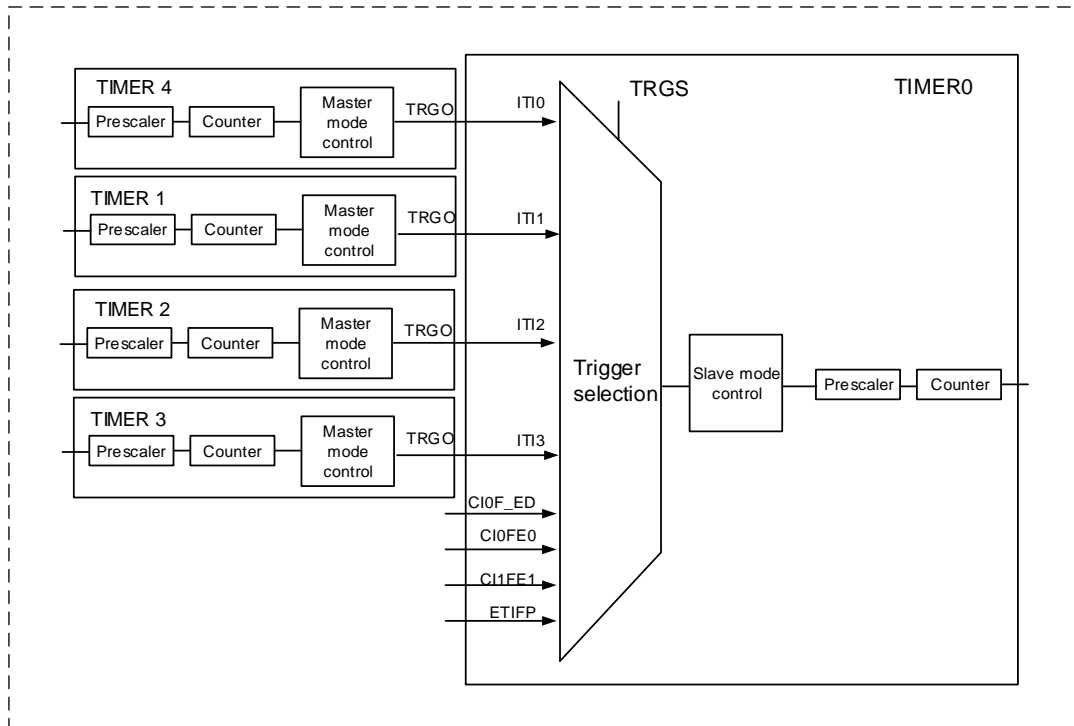 TIMER 4
Prescaler
Counter
Master
mode
control
TRGO
ITI0
TRGS
TIMER0
TIMER 1
Prescaler
Counter
Master
mode
control
TRGO
ITI1
TIMER 2
Prescaler
Counter
Master
mode
control
TRGO
ITI2
Trigger
selection
Slave mode
control
Prescaler
Counter
TIMER 3
Prescaler
Counter
Master
mode
control
TRGO
ITI3
CI0F_ED
CI0FE0
CI1FE1
ETIFP